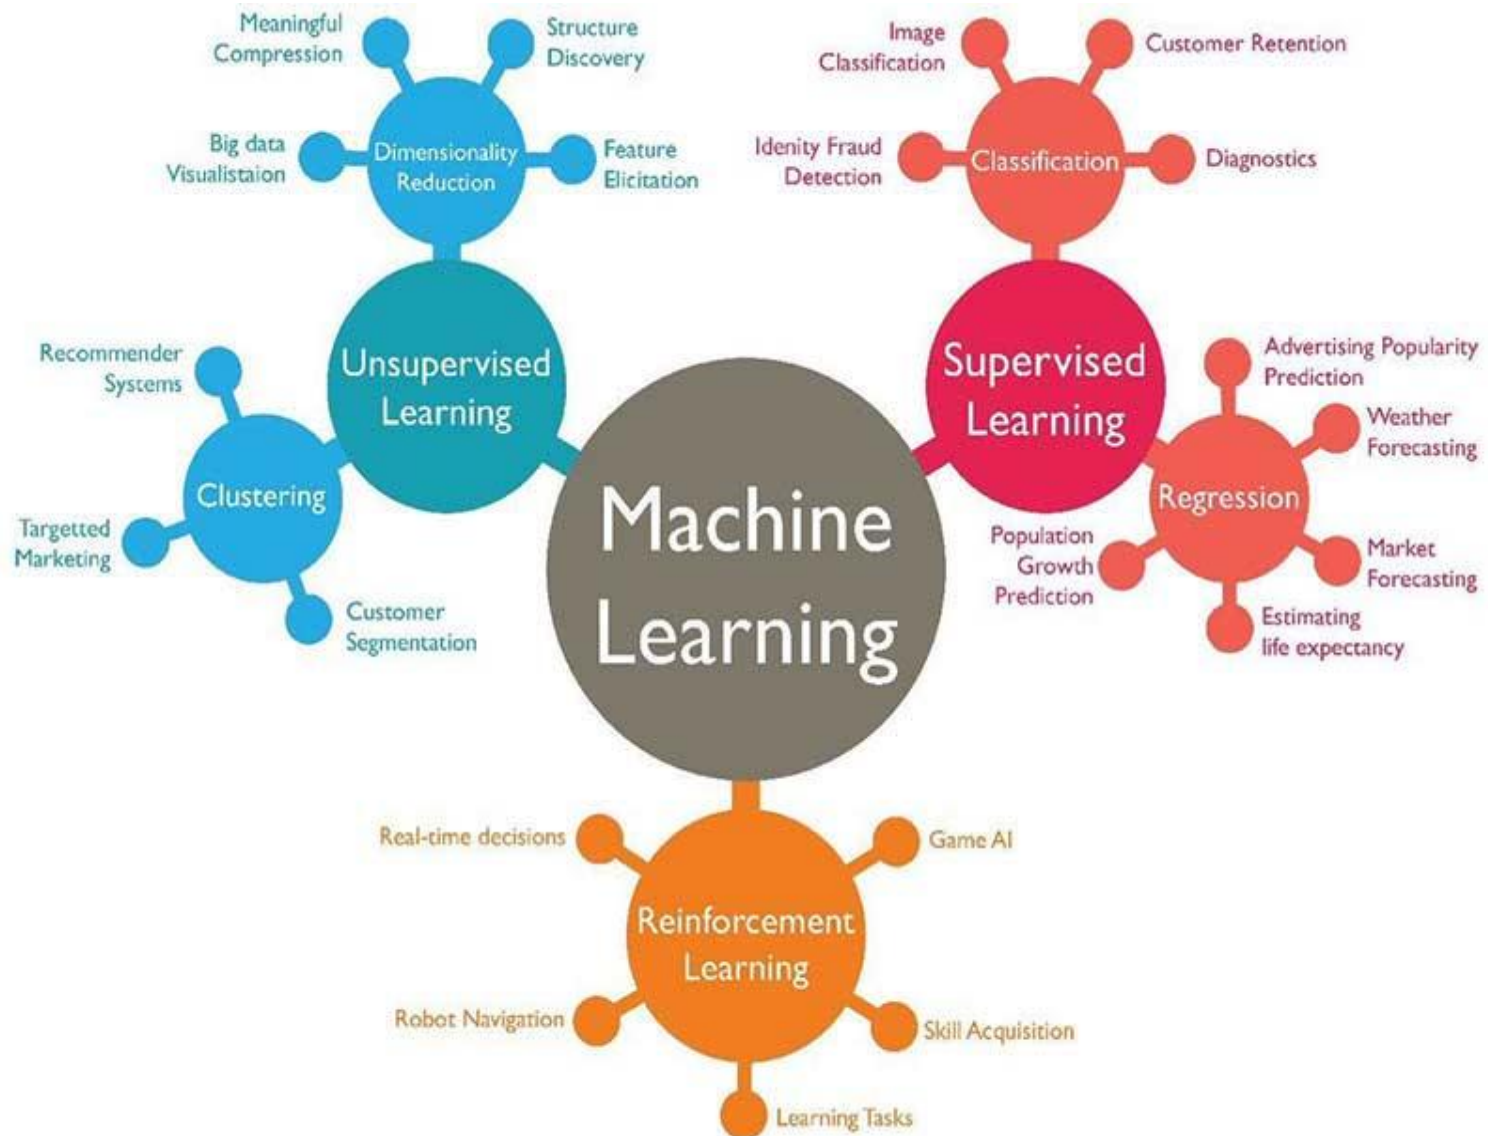 Meaningful
Compression
Structure
Discovery
Big data
Visualistaion
Dimensionality
Reduction
Feature
Elicitation
Image
Classification
Customer Retention
Idenity Fraud
Detection
Classification
Diagnostics
Recommender
Systems
Unsupervised
Learning
Clustering
Targetted
Marketing
Customer
Segmentation
Machine
Learning
Supervised
Learning
Advertising Popularity
Prediction
Weather
Forecasting
Regression
Population
Growth
Prediction
Market
Forecasting
Estimating
life expectancy
Real-time decisions
Game AI
Reinforcement
Learning
Robot Navigation
Skill Acquisition
Learning Tasks